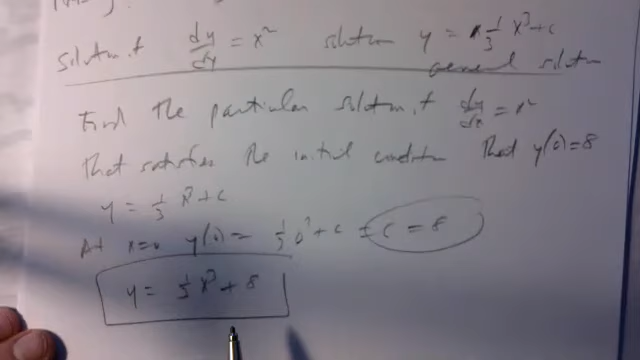 solution of dy/dx = x² solution y = 1/3 x³ + c
general solution
Find the particular solution of dy/dx = x²
that satisfies the initial condition that y(0) = 8
y = 1/3 x³ + c
At x=0 y(0) = 1/3 0³ + c = c = 8
y = 1/3 x³ + 8